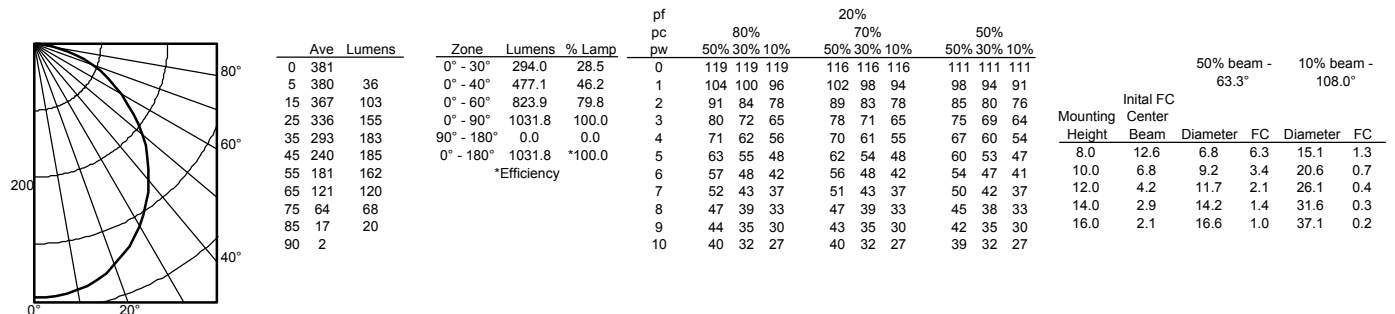 80°
60°
200
40°
0° 20°
Ave Lumens
0 381
5 380 36
15 367 103
25 336 155
35 293 183
45 240 185
55 181 162
65 121 120
75 64 68
85 17 20
90 2
Zone Lumens % Lamp
0° - 30° 294.0 28.5
0° - 40° 477.1 46.2
0° - 60° 823.9 79.8
0° - 90° 1031.8 100.0
90° - 180° 0.0 0.0
0° - 180° 1031.8 *100.0
*Efficiency
pf 20%
pc 80% 70% 50%
pw 50% 30% 10% 50% 30% 10% 50% 30% 10%
0 119 119 119 116 116 116 111 111 111
1 104 100 96 102 98 94 98 94 91
2 91 84 78 89 83 78 85 80 76
3 80 72 65 78 71 65 75 69 64
4 71 62 56 70 61 55 67 60 54
5 63 55 48 62 54 48 60 53 47
6 57 48 42 56 48 42 54 47 41
7 52 43 37 51 43 37 50 42 37
8 47 39 33 47 39 33 45 38 33
9 44 35 30 43 35 30 42 35 30
10 40 32 27 40 32 27 39 32 27
50% beam - 10% beam -
63.3° 108.0°
Inital FC
Mounting Center
Height Beam Diameter FC Diameter FC
8.0 12.6 6.8 6.3 15.1 1.3
10.0 6.8 9.2 3.4 20.6 0.7
12.0 4.2 11.7 2.1 26.1 0.4
14.0 2.9 14.2 1.4 31.6 0.3
16.0 2.1 16.6 1.0 37.1 0.2